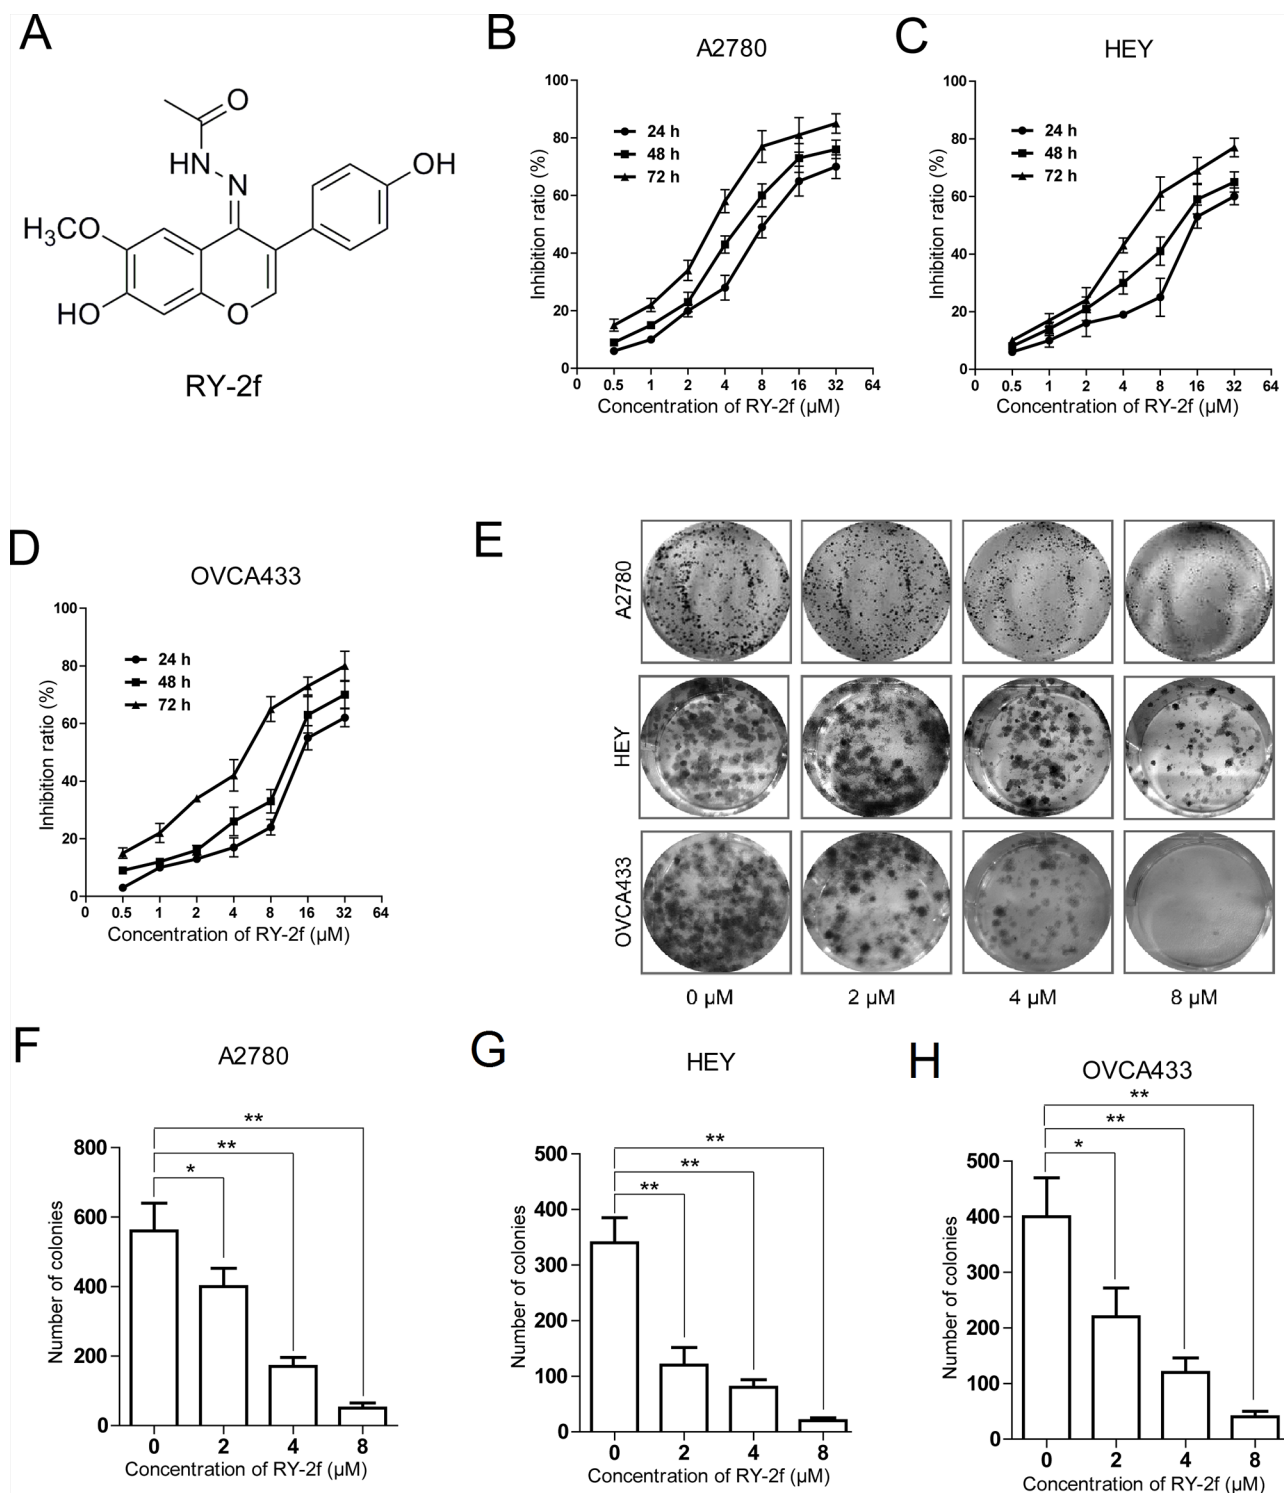 A
O
HN
N
OH
H3CO
HO
O
RY-2f
B
A2780
100
80
60
40
20
0
Inhibition ratio (%)
24 h
48 h
72 h
0 0.5 1 2 4 8 16 32 64
Concentration of RY-2f (µM)
C
HEY
100
80
60
40
20
0
Inhibition ratio (%)
24 h
48 h
72 h
0 0.5 1 2 4 8 16 32 64
Concentration of RY-2f (µM)
D
OVCA433
100
80
60
40
20
0
Inhibition ratio (%)
24 h
48 h
72 h
0 0.5 1 2 4 8 16 32 64
Concentration of RY-2f (µM)
E
A2780
HEY
OVCA433
0 µM 2 µM 4 µM 8 µM
F
A2780
**
**
*
800
600
400
200
0
Number of colonies
0 2 4 8
Concentration of RY-2f (µM)
G
HEY
**
**
**
500
400
300
200
100
0
Number of colonies
0 2 4 8
Concentration of RY-2f (µM)
H
OVCA433
**
**
*
500
400
300
200
100
0
Number of colonies
0 2 4 8
Concentration of RY-2f (µM)